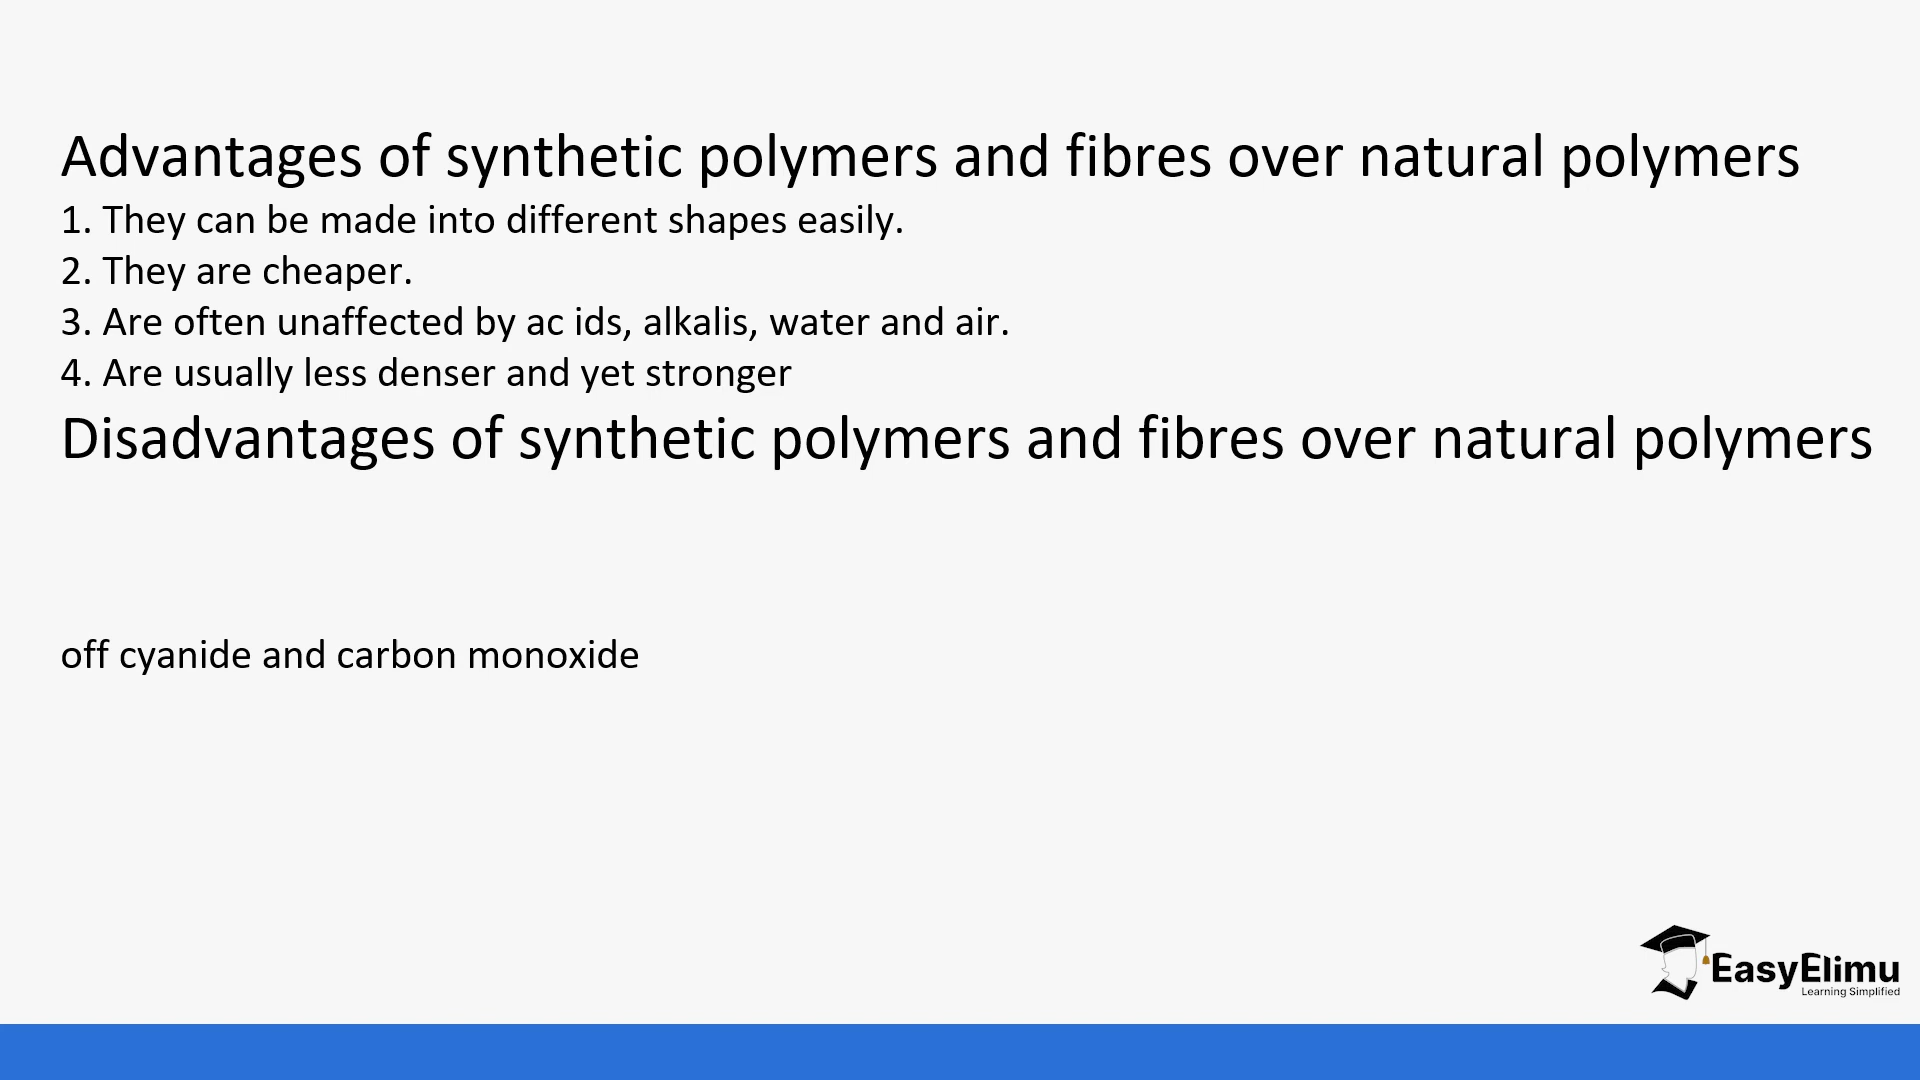 Advantages of synthetic polymers and fibres over natural polymers
1. They can be made into different shapes easily.
2. They are cheaper.
3. Are often unaffected by ac ids, alkalis, water and air.
4. Are usually less denser and yet stronger
Disadvantages of synthetic polymers and fibres over natural polymers
off cyanide and carbon monoxide
EasyElimu
Learning Simplified